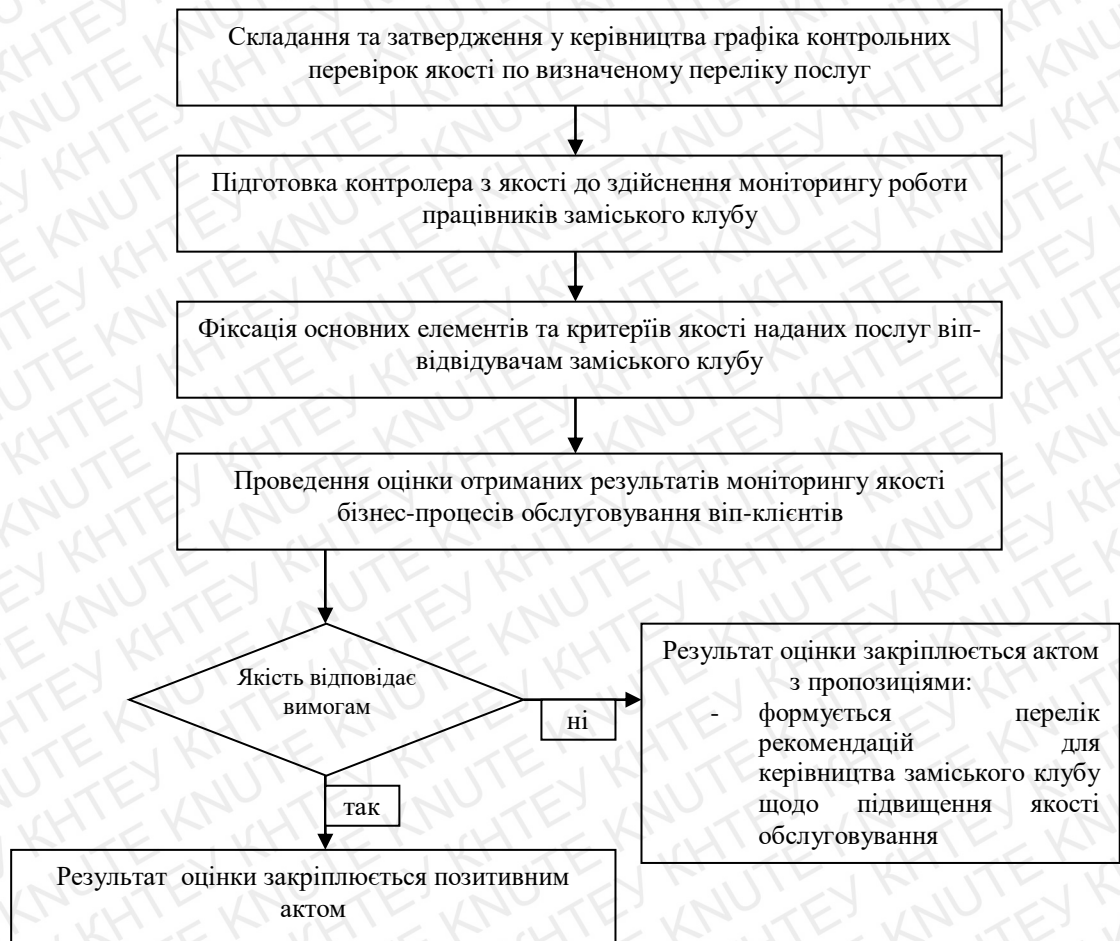 Складання та затвердження у керівництва графіка контрольних
перевірок якості по визначеному переліку послуг
Підготовка контролера з якості до здійснення моніторингу роботи
працівників заміського клубу
Фіксація основних елементів та критерїїв якості наданих послуг віп-
відвідувачам заміського клубу
Проведення оцінки отриманих результатів моніторингу якості
бізнес-процесів обслуговування віп-клієнтів
Якість відповідає
вимогам
ні
Результат оцінки закріплюється актом
з пропозиціями:
- формується перелік
рекомендацій для
керівництва заміського клубу
щодо підвищення якості
обслуговування
так
Результат оцінки закріплюється позитивним
актом